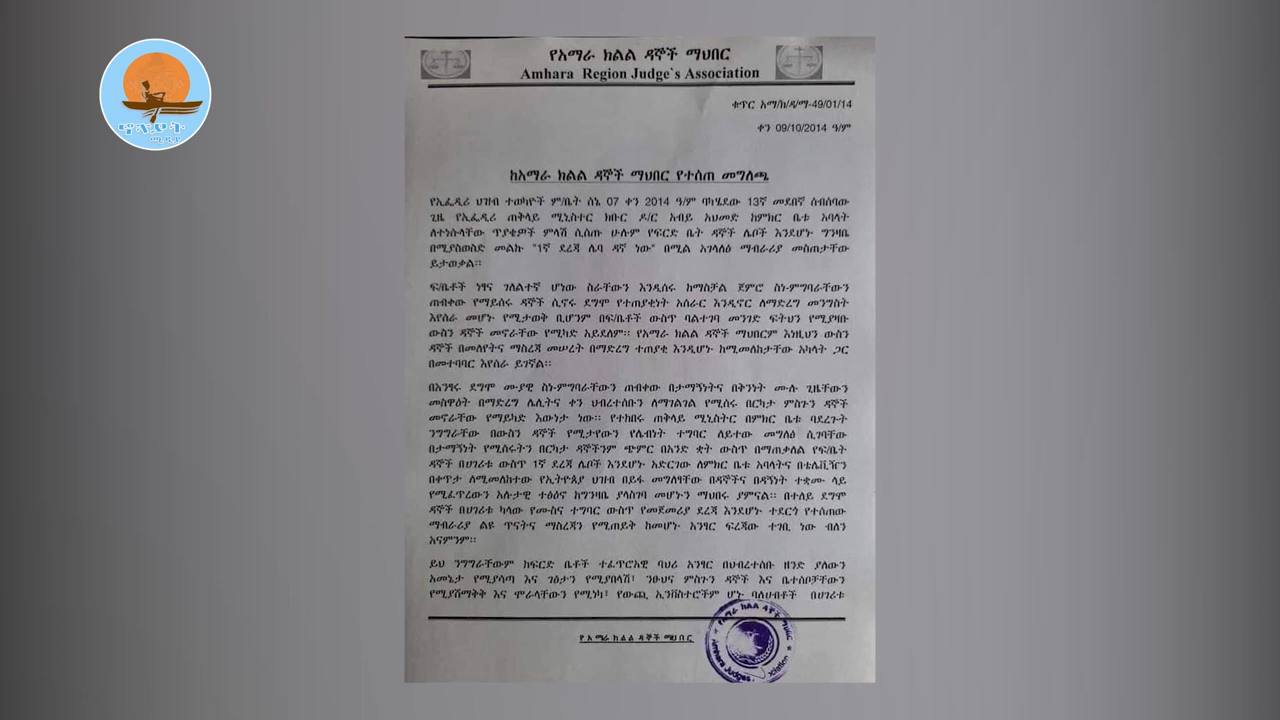 ማዕያት
ሚዲያ
የአማራ ክልል ዳኞች ማህበር
Amhara Region Judge`s Association
ቁጥር አማ/ክ/ዳ/ማ-49/01/14
ቀን 09/10/2014 ዓ/ም
ከአማራ ክልል ዳኞች ማህበር የተሰጠ መግለጫ
የኢፌዲሪ ህዝብ ተወካዮች ም/ቤት ሰኔ 07 ቀን 2014 ዓ/ም ባካሄደው 13ኛ መደበኛ ሰብሰባው
ጊዜ የኢፌዲሪ ጠቅላይ ሚኒስተር ክቡር ዶ/ር አብይ አህመድ ከምክር ቤቱ አባላት
ለተነሱላቸው ጥያቄዎች ምላሽ ሲሰጡ ሁሉም የፍርድ ቤት ዳኞች ሌቦች እንደሆኑ ግንዛቤ
በሚያስወስድ መልኩ "1ኛ ደረጃ ሌባ ዳኛ ነው" በሚል አገላለፅ ማብራሪያ መስጠታቸው
ይታወቃል።
ፍ/ቤቶች ነፃና ገለልተኛ ሆነው ስራቸውን እንዲሰሩ ከማስቻል ጀምሮ ስነ-ምግባራቸውን
ጠብቀው የማይሰሩ ዳኞች ሲኖሩ ደግሞ የተጠያቂነት አሰራር እንዲኖር ለማድረግ መንግስት
እየሰራ መሆኑ የሚታወቅ ቢሆንም በፍ/ቤቶች ውስጥ ባልተገባ መንገድ ፍትህን የሚያዛቡ
ውስን ዳኞች መኖራቸው የሚካድ አይደለም። የአማራ ክልል ዳኞች ማህበርም እነዚህን ውስን
ዳኞች በመለየትና ማስረጃ መሠረት በማድረግ ተጠያቂ እንዲሆኑ ከሚመለከታቸው አካላት ጋር
በመተባባር እየሰራ ይገኛል።
በአንፃሩ ደግሞ ሙያዊ ስነ-ምግባራቸውን ጠብቀው በታማኝነትና በቅንነት ሙሉ ጊዜቸውን
መስዋዕት በማድረግ ሌሊትና ቀን ህብረተሰቡን ለማገልገል የሚሰሩ በርካታ ምስጉን ዳኞች
መኖራቸው የማይካድ እውነታ ነው። የተከበሩ ጠቅላይ ሚኒስትር በምክር ቤቱ ባደረጉት
ንግግራቸው በውስን ዳኞች የሚታየውን የሌብነት ተግባር ለይተው መግለፅ ሲገባቸው
በታማኝነት የሚሰሩትን በርካታ ዳኞችንም ጭምር በአንድ ቋት ውስጥ በማጠቃለል የፍ/ቤት
ዳኞች በሀገሪቱ ውስጥ 1ኛ ደረጃ ሌቦች እንደሆኑ አድርገው ለምክር ቤቱ አባላትና በቴሌቪዥን
በቀጥታ ለሚመለከተው የኢትዮጵያ ህዝብ በይፋ መግለፃቸው በዳኞችና በዳኝነት ተቋሙ ላይ
የሚፈጥረውን አሉታዊ ተፅዕኖ ከግንዛቤ ያላስገባ መሆኑን ማህበሩ ያምናል። በተለይ ደግሞ
ዳኞች በሀገሪቱ ካለው የሙስና ተግባር ውስጥ የመጀመሪያ ደረጃ እንደሆኑ ተደርጎ የተሰጠው
ማብራሪያ ልዩ ጥናትና ማስረጃን የሚጠይቅ ከመሆኑ አንፃር ፍረጃው ተገቢ ነው ብለን
አናምንም።
ይህ ንግግራቸውም ከፍርድ ቤቶች ተፈጥሮአዊ ባህሪ አንፃር በህብረተሰቡ ዘንድ ያለውን
አመኔታ የሚያሳጣ እና ገፅታን የሚያበላሽ፣ ንፁህና ምስጉን ዳኞች እና ቤተሰቦቻቸውን
የሚያሸማቅቅ እና ሞራላቸውን የሚነካ፣ የውጪ ኢንቨስተሮችም ሆኑ ባለሀብቶች በሀገሪቱ
የአማራ ክልል ዳኞች ማህበር
የአማራ ክልል ዳኞች ማህበር
Amhara Judges